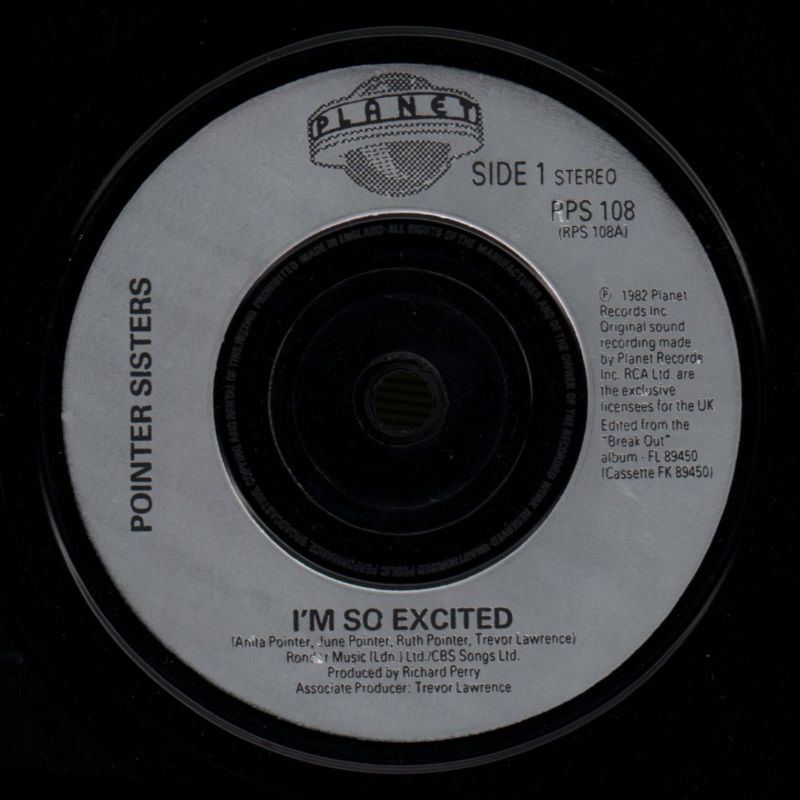 PLANET
SIDE 1 STEREO
RPS 108
(RPS 108A)
POINTER SISTERS
Ⓟ 1982 Planet
Records Inc.
Original sound
recording made
by Planet Records
Inc. RCA Ltd. are
the exclusive
licensees for the UK
Edited from the
"Break Out"
album - FL 89450
(Cassette FK 89450)
MADE IN ENGLAND·ALL RIGHTS OF THE MANUFACTURER AND OF THE OWNER OF THE RECORDED WORK RESERVED UNAUTHORISED PUBLIC PERFORMANCE, BROADCASTING, COPYING AND RENTAL OF THIS RECORD PROHIBITED
I'M SO EXCITED
(Anita Pointer, June Pointer, Ruth Pointer, Trevor Lawrence)
Rondor Music (Ldn.) Ltd./CBS Songs Ltd.
Produced by Richard Perry
Associate Producer: Trevor Lawrence